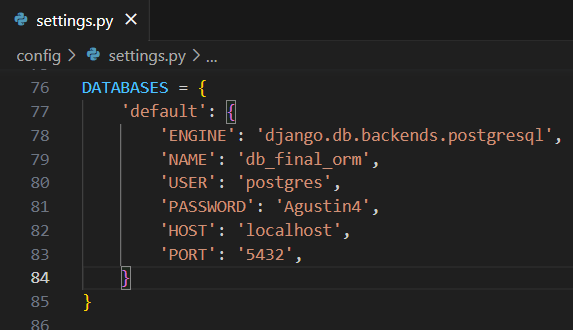 settings.py ×
config > settings.py > ...
76 DATABASES = {
77     'default': {
78         'ENGINE': 'django.db.backends.postgresql',
79         'NAME': 'db_final_orm',
80         'USER': 'postgres',
81         'PASSWORD': 'Agustin4',
82         'HOST': 'localhost',
83         'PORT': '5432',
84     }
85 }
86